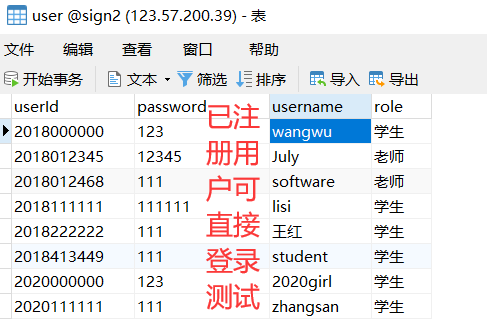 user @sign2 (123.57.200.39) - 表
文件 编辑 查看 窗口 帮助
开始事务 文本 筛选 排序 导入 导出
userId password username role
2018000000 123 wangwu 学生
2018012345 12345 July 老师
2018012468 111 software 老师
2018111111 111111 lisi 学生
2018222222 111 王红 学生
2018413449 111 student 学生
2020000000 123 2020girl 学生
2020111111 111 zhangsan 学生
已注
册用
户可
直接
登录
测试